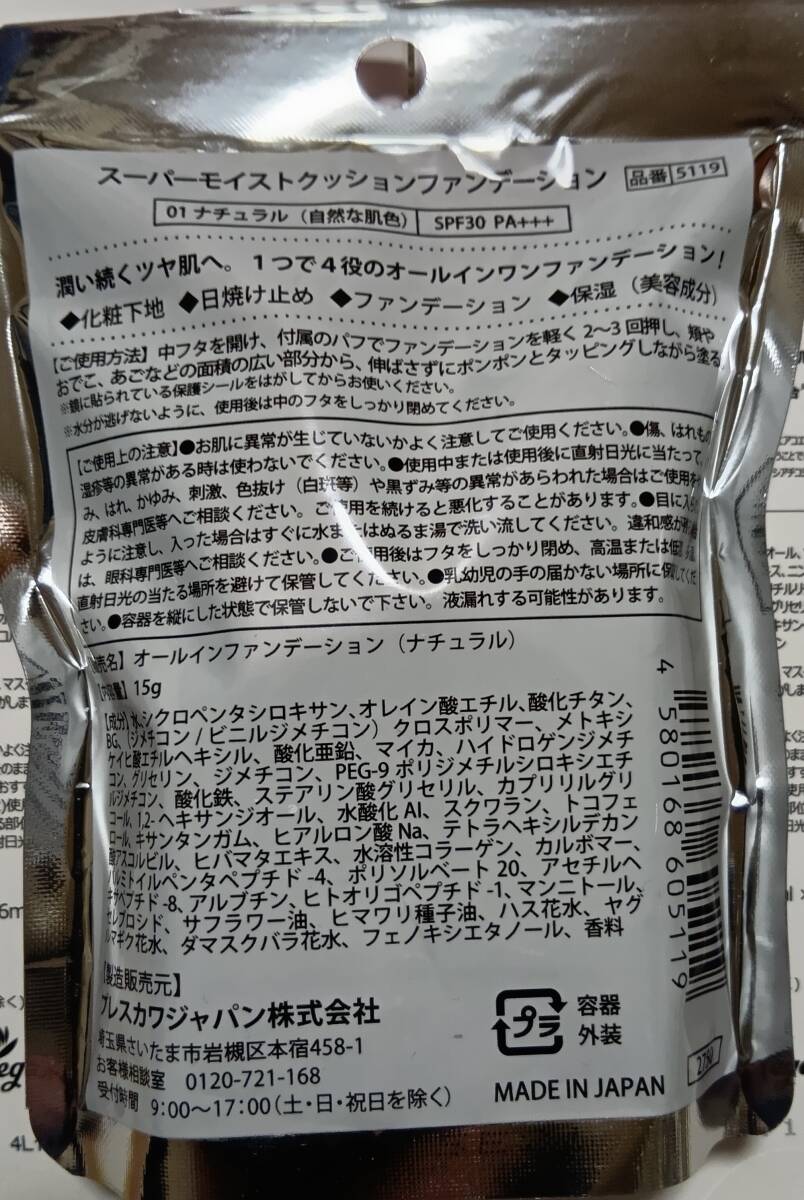 スーパーモイストクッションファンデーション 品番 5119
01 ナチュラル（自然な肌色） SPF30 PA+++
潤い続くツヤ肌へ。1つで4役のオールインワンファンデーション!
◆化粧下地 ◆日焼け止め ◆ファンデーション ◆保湿（美容成分）
【ご使用方法】中フタを開け、付属のパフでファンデーションを軽く2～3回押し、頬や
おでこ、あごなどの面積の広い部分から、伸ばさずにポンポンとタッピングしながら塗る。
※鏡に貼られている保護シールをはがしてからお使いください。
※水分が逃げないように、使用後は中のフタをしっかり閉めてください。
【ご使用上の注意】●お肌に異常が生じていないかよく注意してご使用ください。●傷、はれもの
湿疹等の異常がある時は使わないでください。●使用中または使用後に直射日光に当たって、
み、はれ、かゆみ、刺激、色抜け（白斑等）や黒ずみ等の異常があらわれた場合はご使用を
皮膚科専門医等へご相談ください。ご使用を続けると悪化することがあります。●目に入ら
ように注意し、入った場合はすぐに水またはぬるま湯で洗い流してください。違和感が
は、眼科専門医等へご相談ください。●ご使用後はフタをしっかり閉め、高温または低温
直射日光の当たる場所を避けて保管してください。●乳幼児の手の届かない場所に保管してくだ
さい。●容器を縦にした状態で保管しないで下さい。液漏れする可能性があります。
売名】オールインファンデーション（ナチュラル）
【内容量】15g
【成分】水、シクロペンタシロキサン、オレイン酸エチル、酸化チタン、
BG、（ジメチコン / ビニルジメチコン）クロスポリマー、メトキシ
ケイヒ酸エチルヘキシル、酸化亜鉛、マイカ、ハイドロゲンジメチ
コン、グリセリン、ジメチコン、PEG-9 ポリジメチルシロキシエチ
ルジメチコン、酸化鉄、ステアリン酸グリセリル、カプリリルグリ
コール、1,2-ヘキサンジオール、水酸化 Al、スクワラン、トコフェ
ロール、キサンタンガム、ヒアルロン酸 Na、テトラヘキシルデカン
酸アスコルビル、ヒバマタエキス、水溶性コラーゲン、カルボマー、
パルミトイルペンタペプチド -4、ポリソルベート 20、アセチルヘ
キサペプチド -8、アルブチン、ヒトオリゴペプチド -1、マンニトール、
セレブロシド、サフラワー油、ヒマワリ種子油、ハス花水、ヤグ
ルマギク花水、ダマスクバラ花水、フェノキシエタノール、香料
【製造販売元】
プレスカワジャパン株式会社
埼玉県さいたま市岩槻区本宿458-1
お客様相談室 0120-721-168
受付時間 9:00～17:00（土・日・祝日を除く）
4 580168 605119
プラ
容器
外装
MADE IN JAPAN